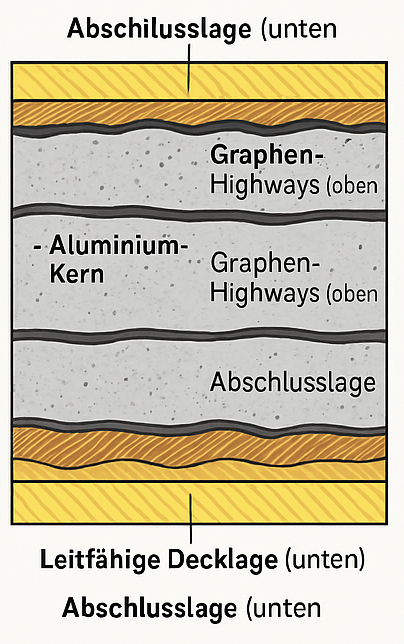 Abschilusslage (unten
Graphen-
Highways (oben
- Aluminium-
Kern
Graphen-
Highways (oben
Abschlusslage
Leitfähige Decklage (unten)
Abschlusslage (unten